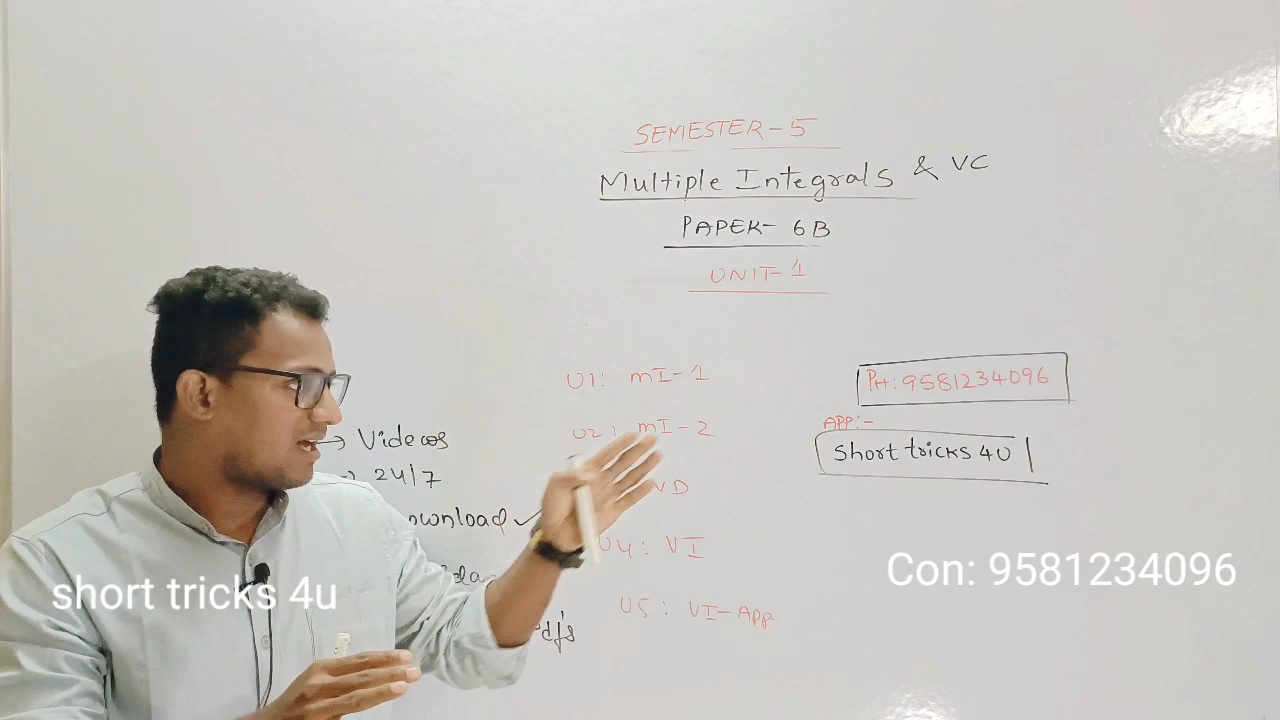 SEMESTER-5
Multiple Integrals & VC
PAPER- 6B
UNIT-1
U1: mI-1
U2: mI-2
VD
U4: VI
U5: VI-App.
→ Videos
24/7
ownload ✓
PH: 9581234096
APP:-
Short tricks 4U
short tricks 4u
Con: 9581234096